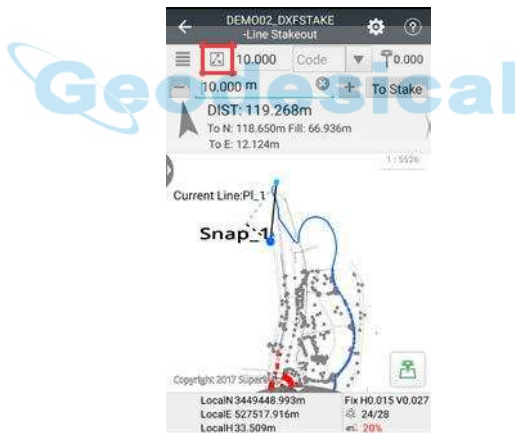 DEMO02_DXFSTAKE
-Line Stakeout
10.000 Code 0.000
10.000 m To Stake
Geodesical
DIST: 119.268m
To N: 118.650m Fill: 66.936m
To E: 12.124m
1:5526
Current Line:Pl_1
Snap_1
Copyright 2017
LocalN 3449448.993m Fix H0.015 V0.027
LocalE 527517.916m 24/28
LocalH 33.509m 20%